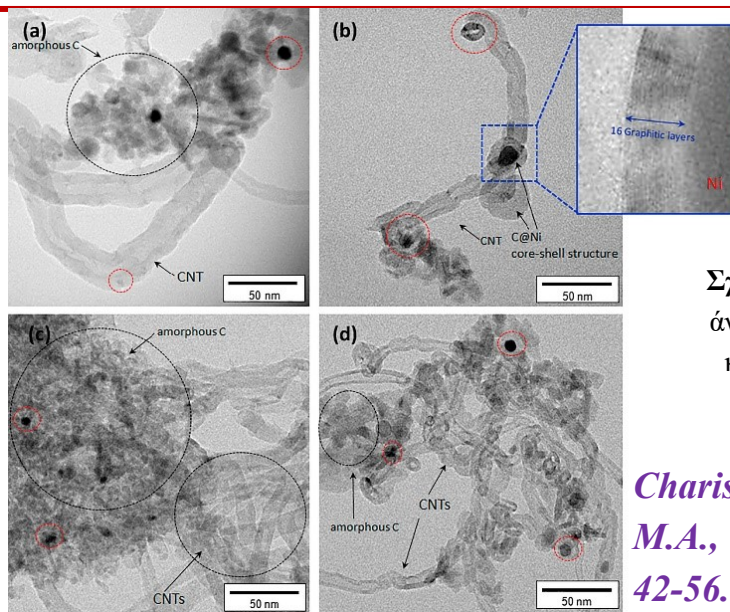 (a)
amorphous C
CNT
50 nm
(b)
CNT
C@Ni
core-shell structure
50 nm
16 Graphitic layers
(c)
amorphous C
CNTs
50 nm
(d)
CNTs
amorphous C
50 nm
Charis
M.A.,
42-56.